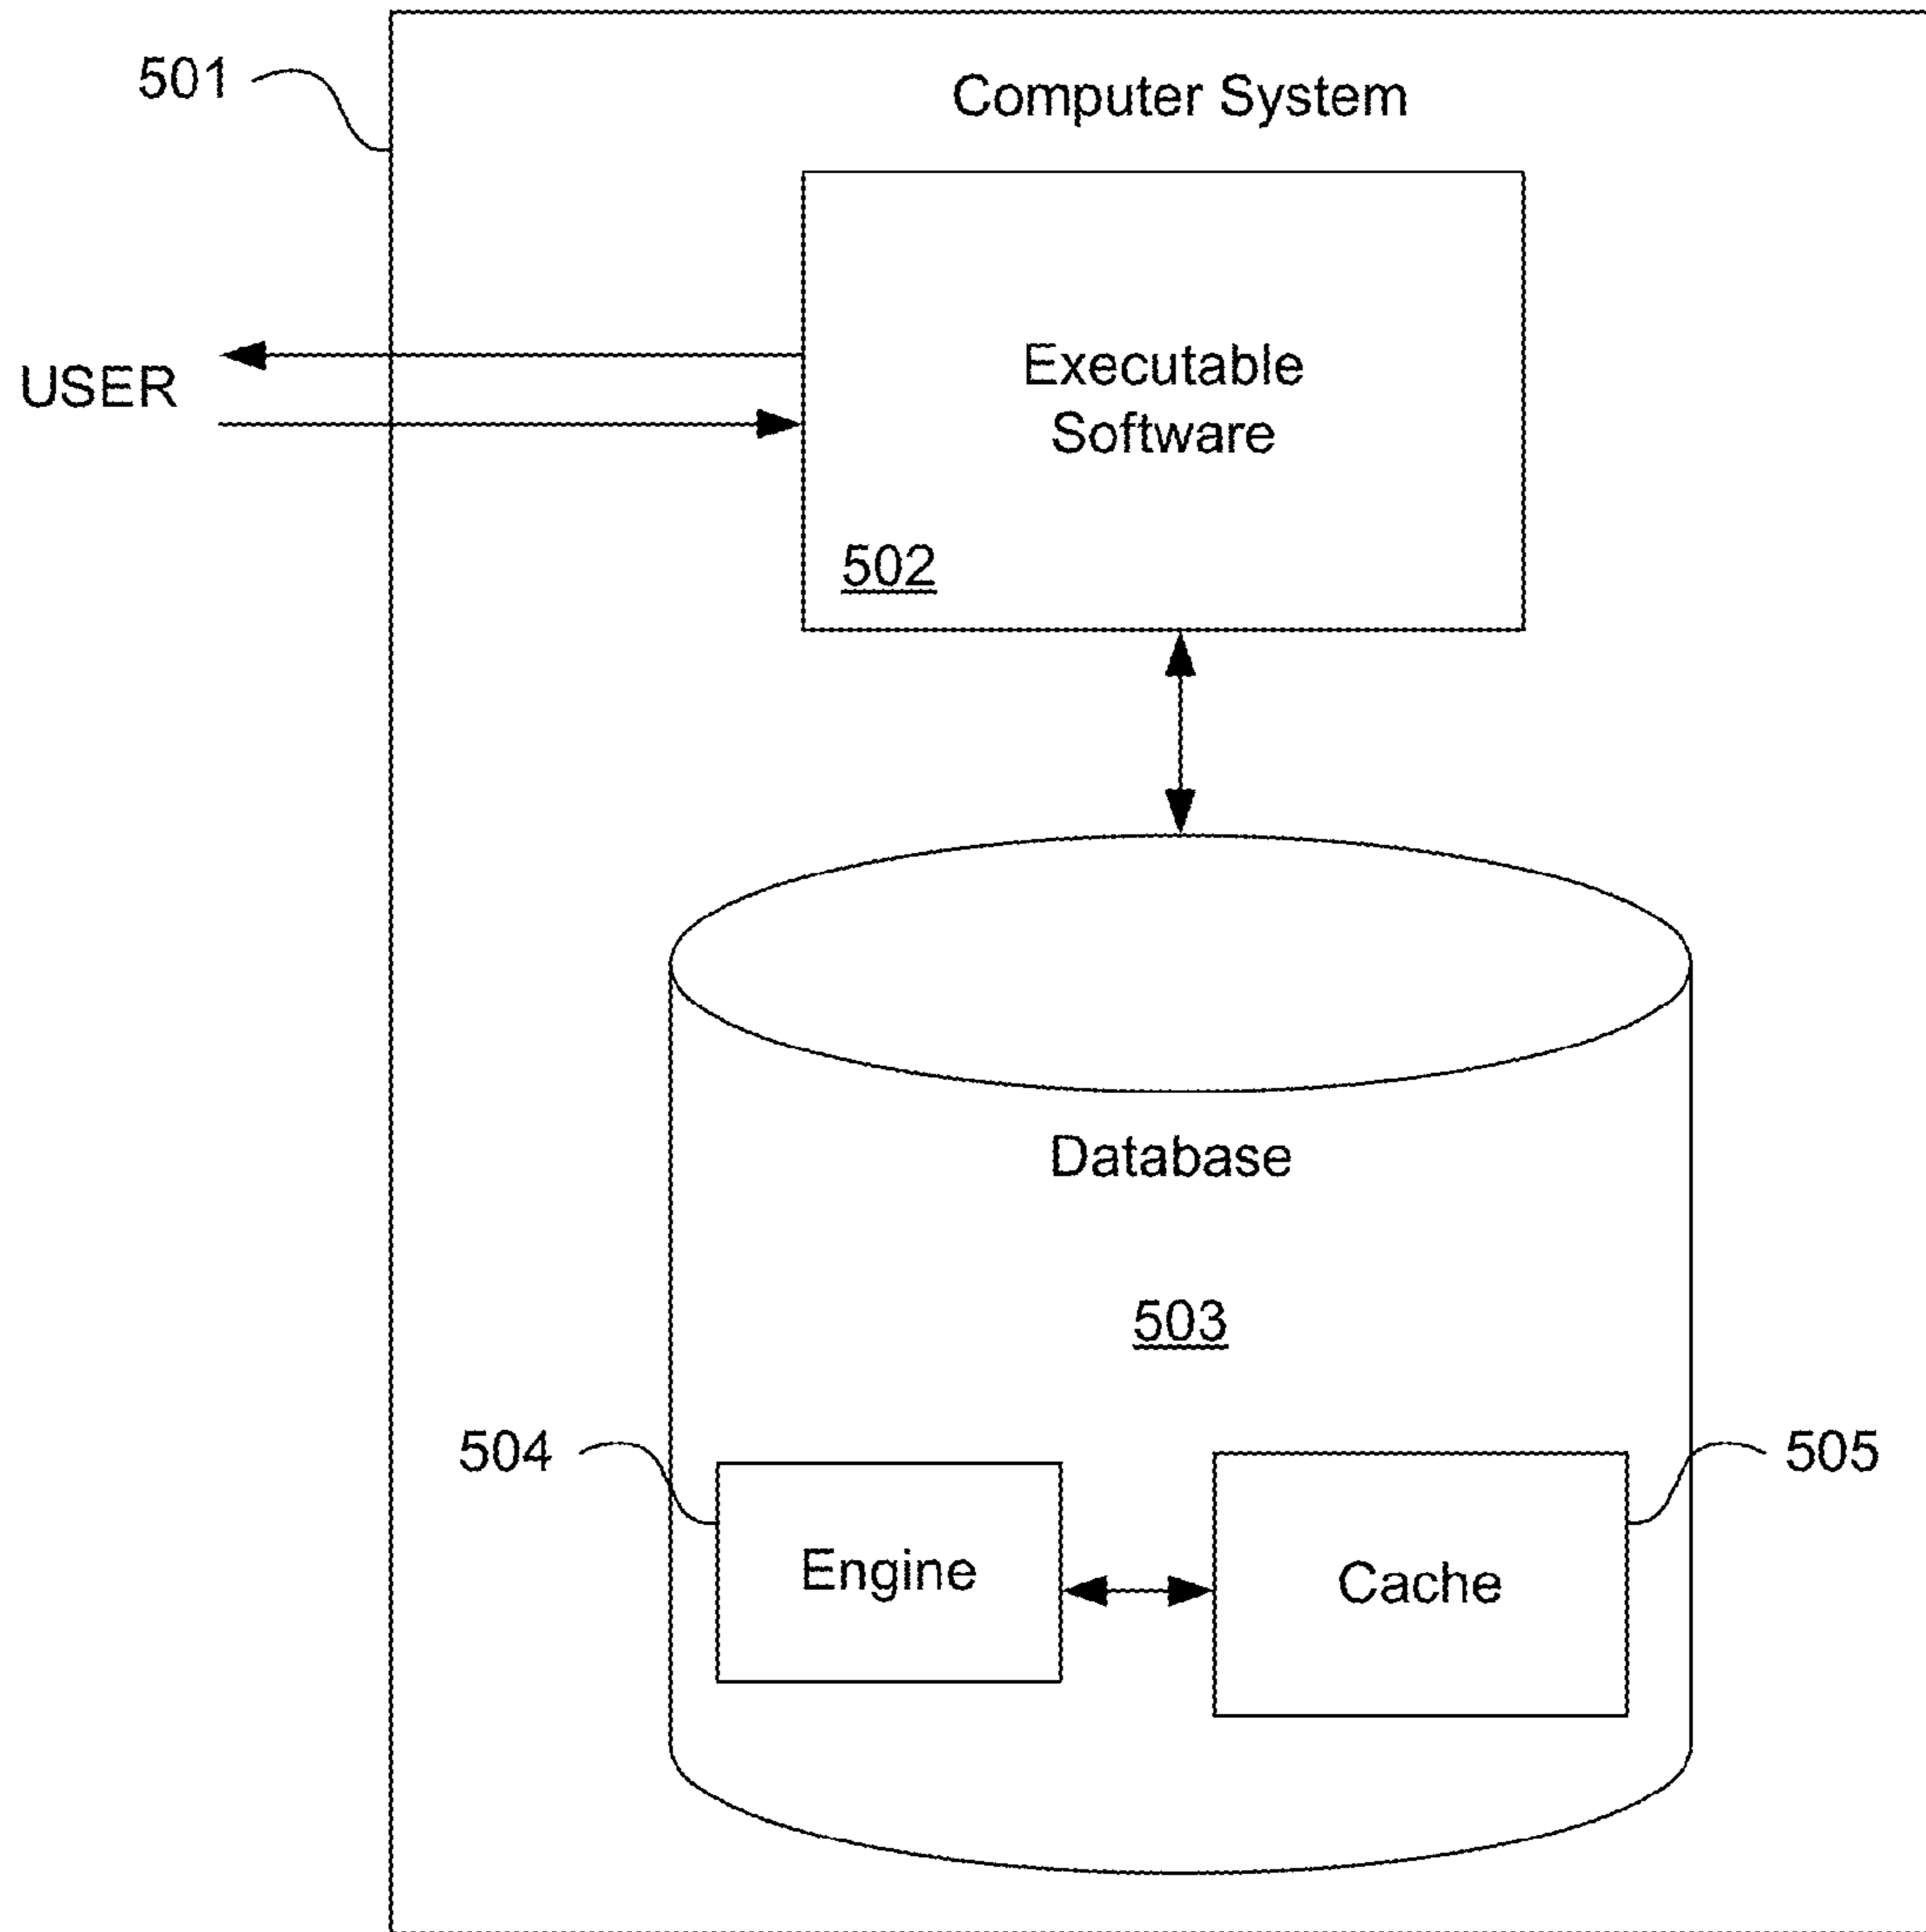 501
Computer System
USER
Executable
Software
502
Database
503
504
505
Engine
Cache